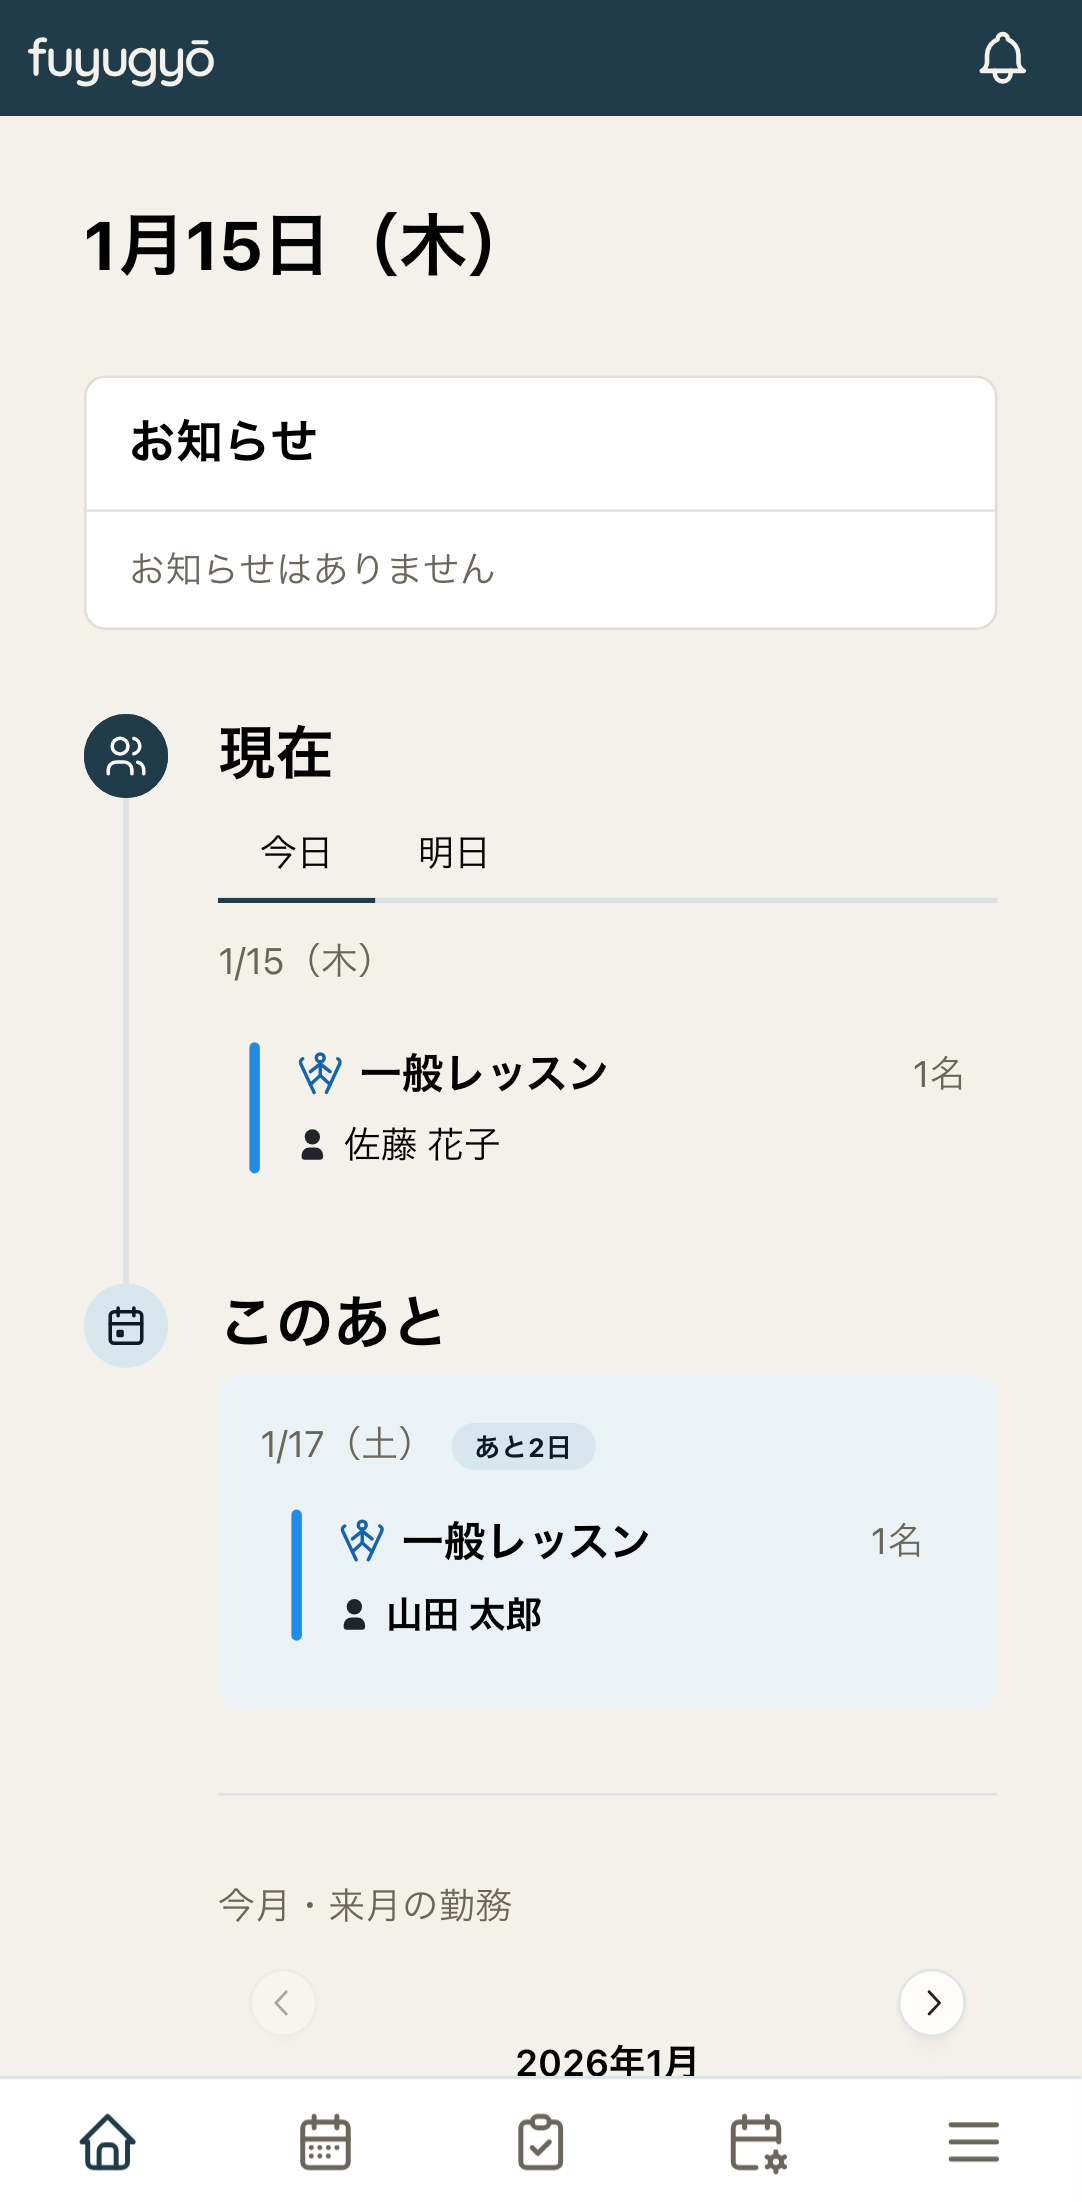 fuyugyō
1月15日（木）
お知らせ
お知らせはありません
現在
今日 明日
1/15（木）
一般レッスン 1名
佐藤 花子
このあと
1/17（土） あと2日
一般レッスン 1名
山田 太郎
今月・来月の勤務
2026年1月